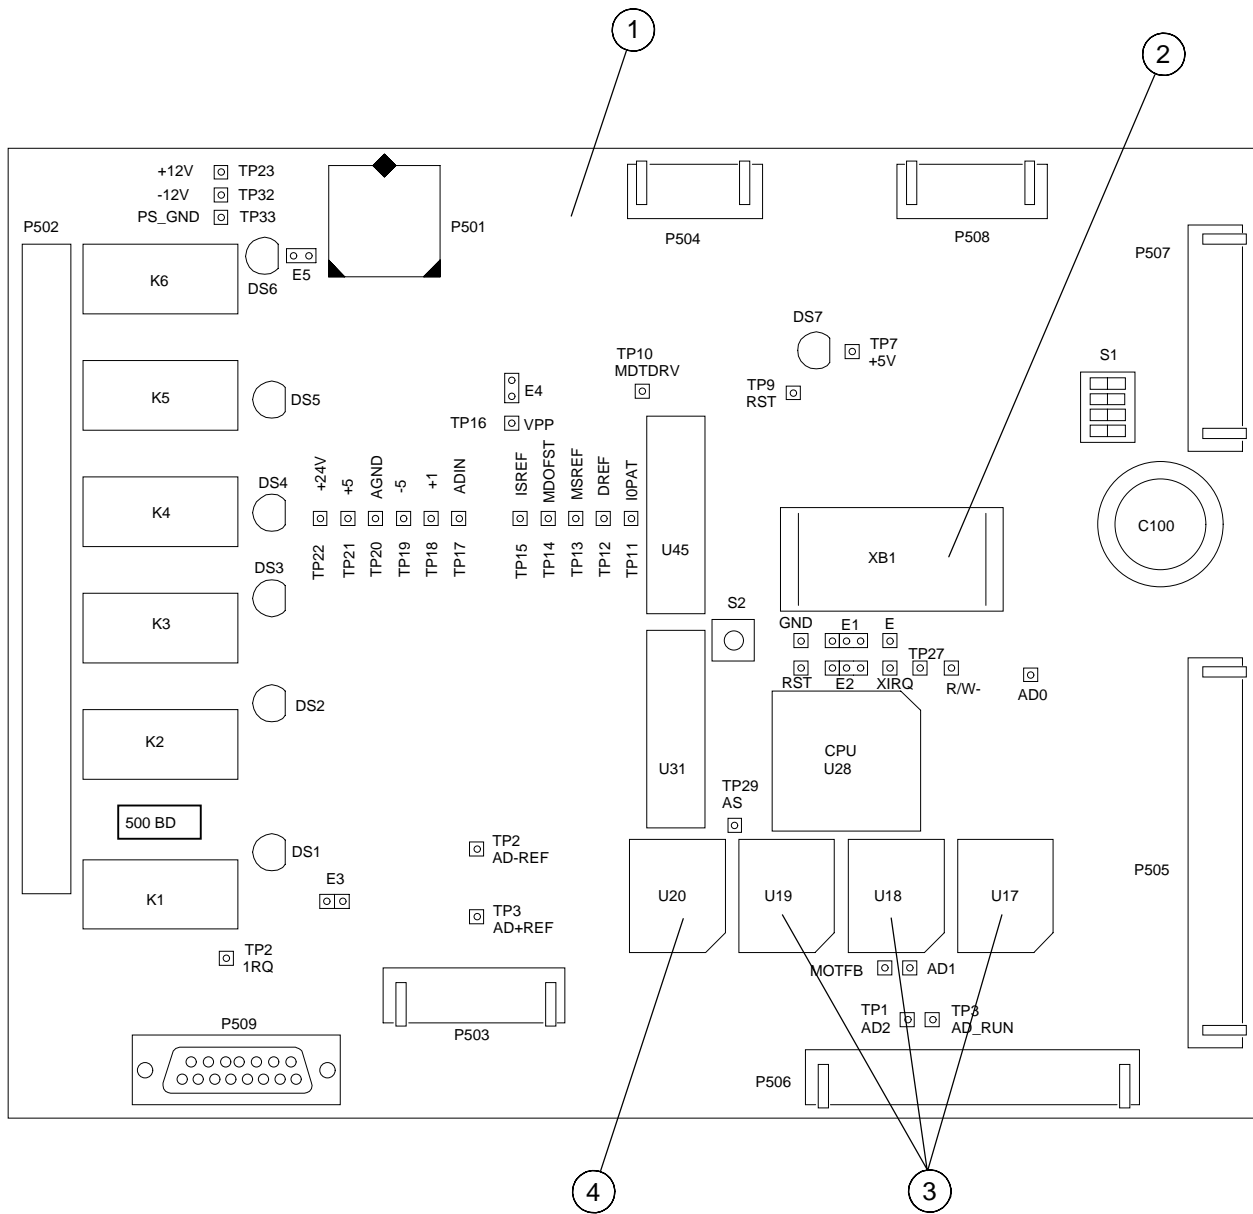 1
2
+12V TP23
-12V TP32
PS_GND TP33
P502
P501
P504
P508
P507
K6
DS6
E5
DS7
TP7
+5V
S1
TP10
MDTDRV
TP9
RST
K5
DS5
E4
TP16 VPP
+24V
+5
AGND
-5
+1
ADIN
ISREF
MDOFST
MSREF
DREF
I0PAT
K4
DS4
TP22
TP21
TP20
TP19
TP18
TP17
TP15
TP14
TP13
TP12
TP11
U45
XB1
C100
DS3
K3
S2
GND E1 E
TP27
RST E2 XIRQ R/W-
AD0
DS2
K2
CPU
U28
U31
TP29
AS
500 BD
DS1
TP2
AD-REF
E3
K1
TP3
AD+REF
U20
U19
U18
U17
P505
TP2
1RQ
MOTFB AD1
P509
P503
TP1
AD2
TP3
AD_RUN
P506
4
3